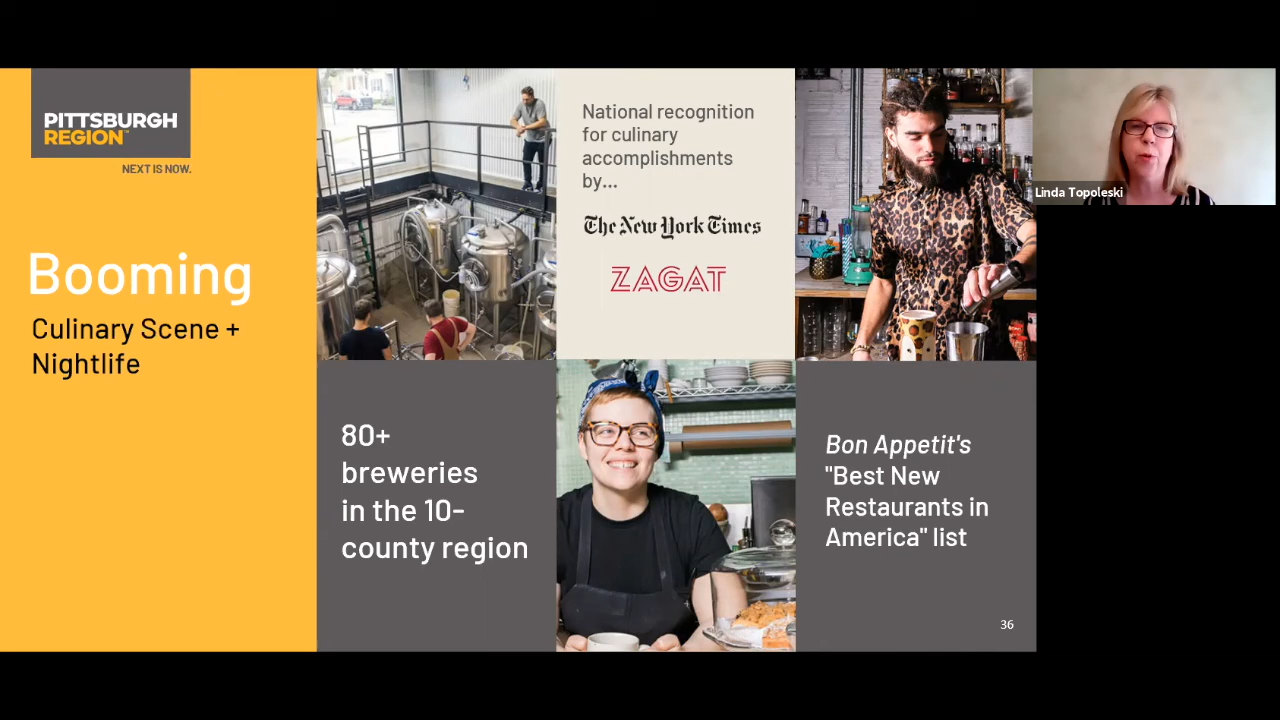 PITTSBURGH
REGION™
NEXT IS NOW.
Booming
Culinary Scene +
Nightlife
National recognition
for culinary
accomplishments
by...
The New York Times
ZAGAT
80+
breweries
in the 10-
county region
Bon Appetit's
"Best New
Restaurants in
America" list
36
Linda Topoleski